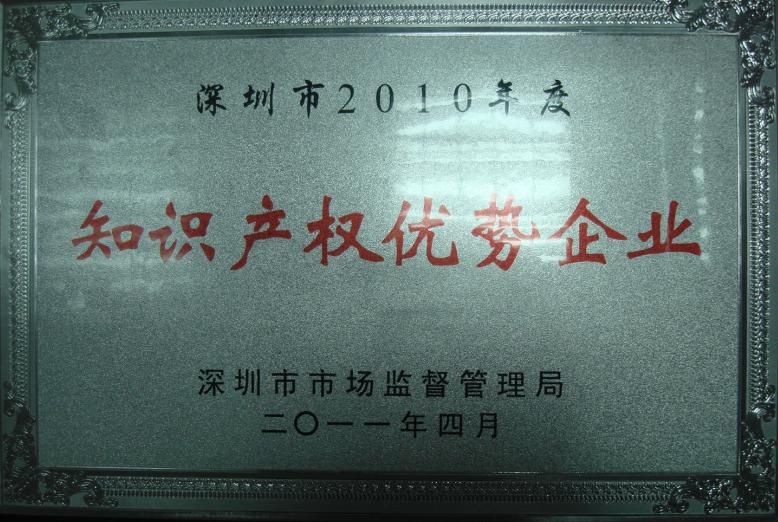 深圳市2010年度
知识产权优势企业
深圳市市场监督管理局
二〇一一年四月